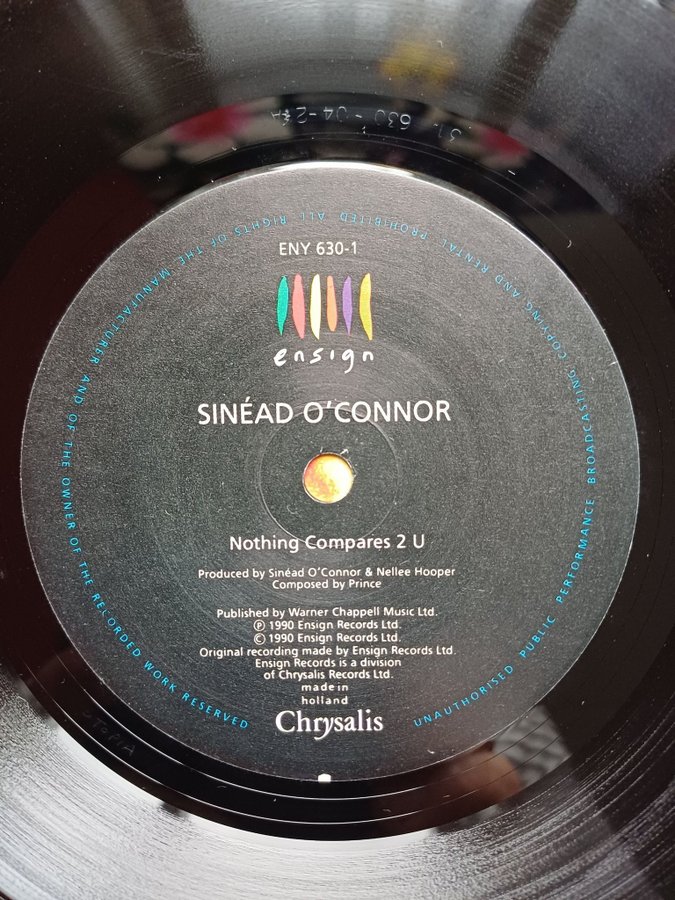 ENY 630-1
ensign
SINÉAD O'CONNOR
Nothing Compares 2 U
Produced by Sinéad O'Connor & Nellee Hooper
Composed by Prince
Published by Warner Chappell Music Ltd.
Ⓟ 1990 Ensign Records Ltd.
© 1990 Ensign Records Ltd.
Original recording made by Ensign Records Ltd.
Ensign Records is a division
of Chrysalis Records Ltd.
made in
holland
Chrysalis
UNAUTHORISED PUBLIC PERFORMANCE BROADCASTING COPYING AND RENTAL PROHIBITED ALL RIGHTS OF THE MANUFACTURER AND OF THE OWNER OF THE RECORDED WORK RESERVED
UTOPIA